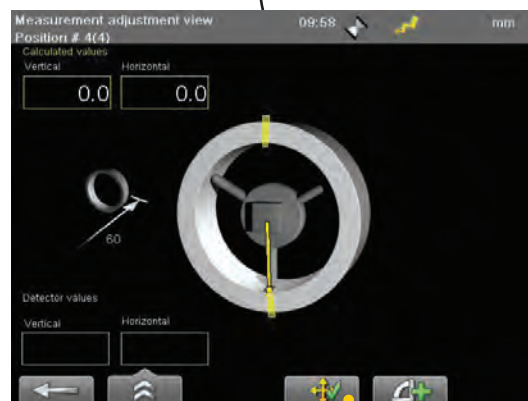 Measurement adjustment view
09:58
mm
Position # 4(4)
Calculated values
Vertical Horizontal
0.0 0.0
60
Detector values
Vertical Horizontal